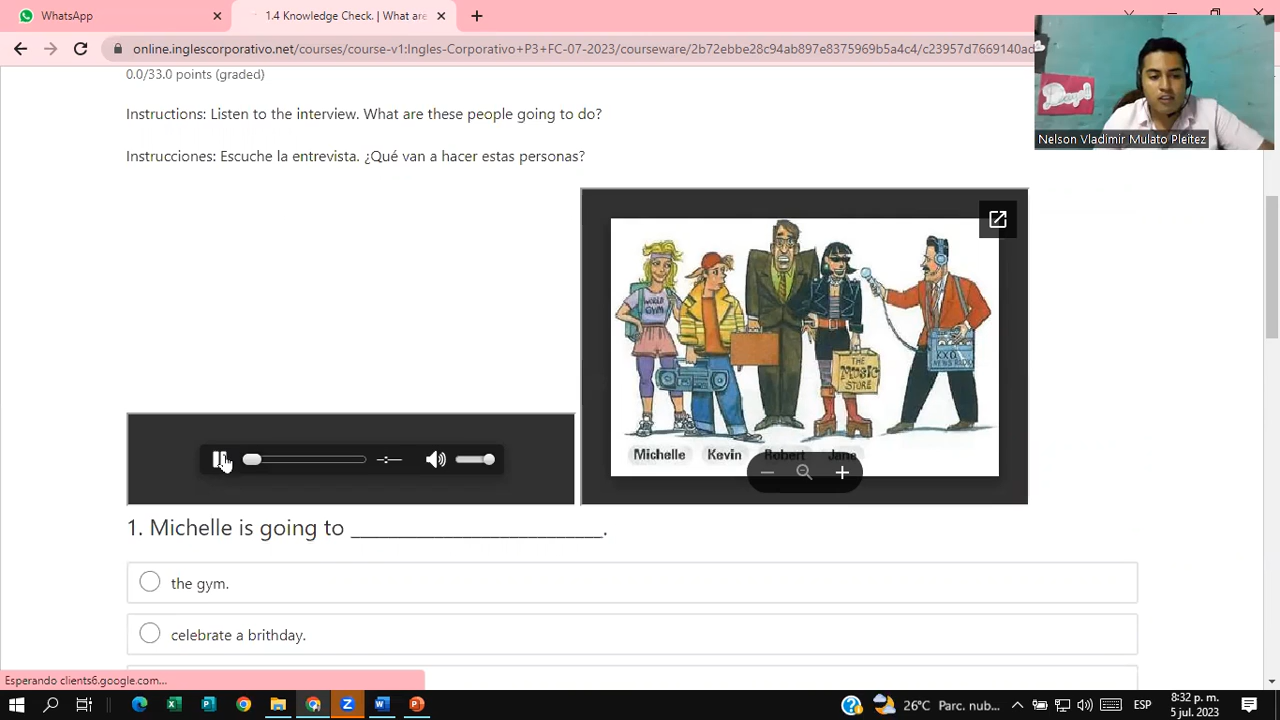 WhatsApp
1.4 Knowledge Check. | What are
online.inglescorporativo.net/courses/course-v1:Ingles-Corporativo+P3+FC-07-2023/courseware/2b72ebbe28c94ab897e8375969b5a4c4/c23957d7669140ad
0.0/33.0 points (graded)
Instructions: Listen to the interview. What are these people going to do?
Instrucciones: Escuche la entrevista. ¿Qué van a hacer estas personas?
Nelson Vladimir Mulato Pleitez
WORLD
GYM
THE
MUSIC
STORE
KXQ
NEWS RADIO
Michelle Kevin Robert Jane
-:--
1. Michelle is going to ________________________.
the gym.
celebrate a brithday.
Esperando clients6.google.com...
26°C Parc. nub... ESP
8:32 p. m.
5 jul. 2023